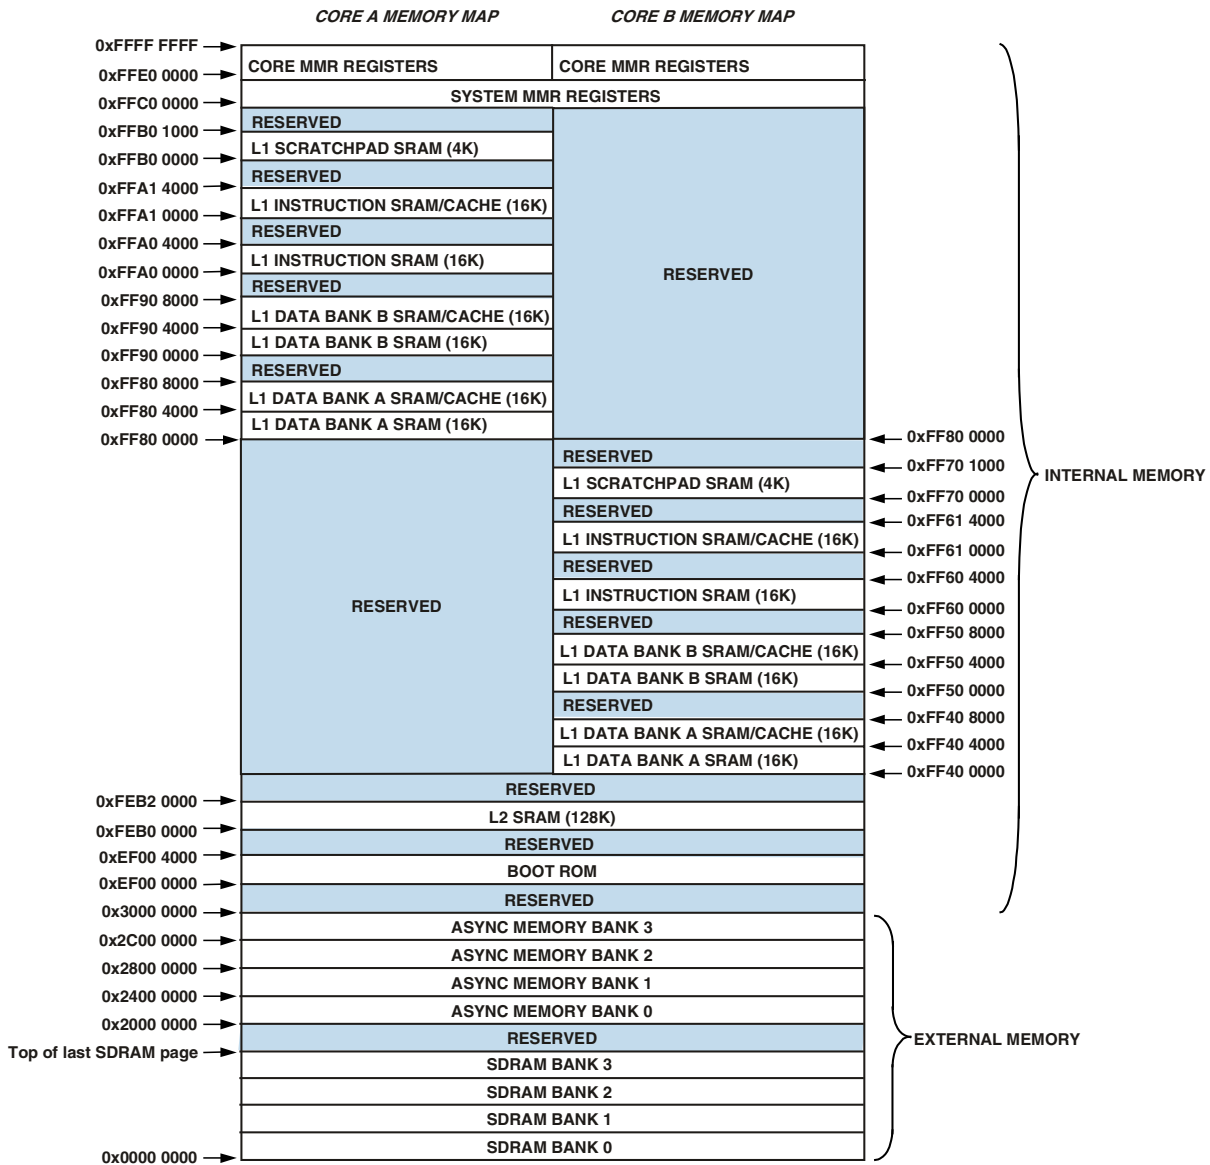 CORE A MEMORY MAP CORE B MEMORY MAP
0xFFFF FFFF
CORE MMR REGISTERS CORE MMR REGISTERS
0xFFE0 0000
SYSTEM MMR REGISTERS
0xFFC0 0000
RESERVED
0xFFB0 1000
L1 SCRATCHPAD SRAM (4K)
0xFFB0 0000
RESERVED
0xFFA1 4000
L1 INSTRUCTION SRAM/CACHE (16K)
0xFFA1 0000
RESERVED
0xFFA0 4000
L1 INSTRUCTION SRAM (16K)
RESERVED
0xFFA0 0000
RESERVED
0xFF90 8000
L1 DATA BANK B SRAM/CACHE (16K)
0xFF90 4000
L1 DATA BANK B SRAM (16K)
0xFF90 0000
RESERVED
0xFF80 8000
L1 DATA BANK A SRAM/CACHE (16K)
0xFF80 4000
L1 DATA BANK A SRAM (16K)
0xFF80 0000
0xFF80 0000
RESERVED
0xFF70 1000
INTERNAL MEMORY
L1 SCRATCHPAD SRAM (4K)
0xFF70 0000
RESERVED
0xFF61 4000
L1 INSTRUCTION SRAM/CACHE (16K)
0xFF61 0000
RESERVED
0xFF60 4000
L1 INSTRUCTION SRAM (16K)
RESERVED
0xFF60 0000
RESERVED
0xFF50 8000
L1 DATA BANK B SRAM/CACHE (16K)
0xFF50 4000
L1 DATA BANK B SRAM (16K)
0xFF50 0000
RESERVED
0xFF40 8000
L1 DATA BANK A SRAM/CACHE (16K)
0xFF40 4000
L1 DATA BANK A SRAM (16K)
0xFF40 0000
RESERVED
0xFEB2 0000
L2 SRAM (128K)
0xFEB0 0000
RESERVED
0xEF00 4000
BOOT ROM
0xEF00 0000
RESERVED
0x3000 0000
ASYNC MEMORY BANK 3
0x2C00 0000
ASYNC MEMORY BANK 2
0x2800 0000
ASYNC MEMORY BANK 1
0x2400 0000
ASYNC MEMORY BANK 0
0x2000 0000
RESERVED
EXTERNAL MEMORY
Top of last SDRAM page
SDRAM BANK 3
SDRAM BANK 2
SDRAM BANK 1
SDRAM BANK 0
0x0000 0000